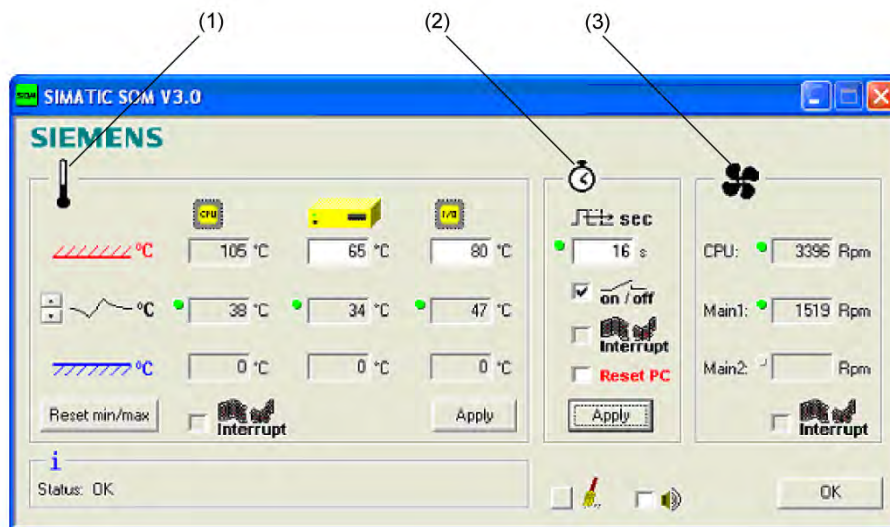 (1) (2) (3)
SIMATIC SOM V3.0
SIEMENS
CPU I/O
sec
°C 105 °C 65 °C 80 °C
16 s
CPU: 3396 Rpm
°C 38 °C 34 °C 47 °C
on / off
Main1: 1519 Rpm
Interrupt
°C 0 °C 0 °C 0 °C
Reset PC
Main2: Rpm
Reset min/max
Interrupt
Apply
Apply
Interrupt
i
Status: OK
OK